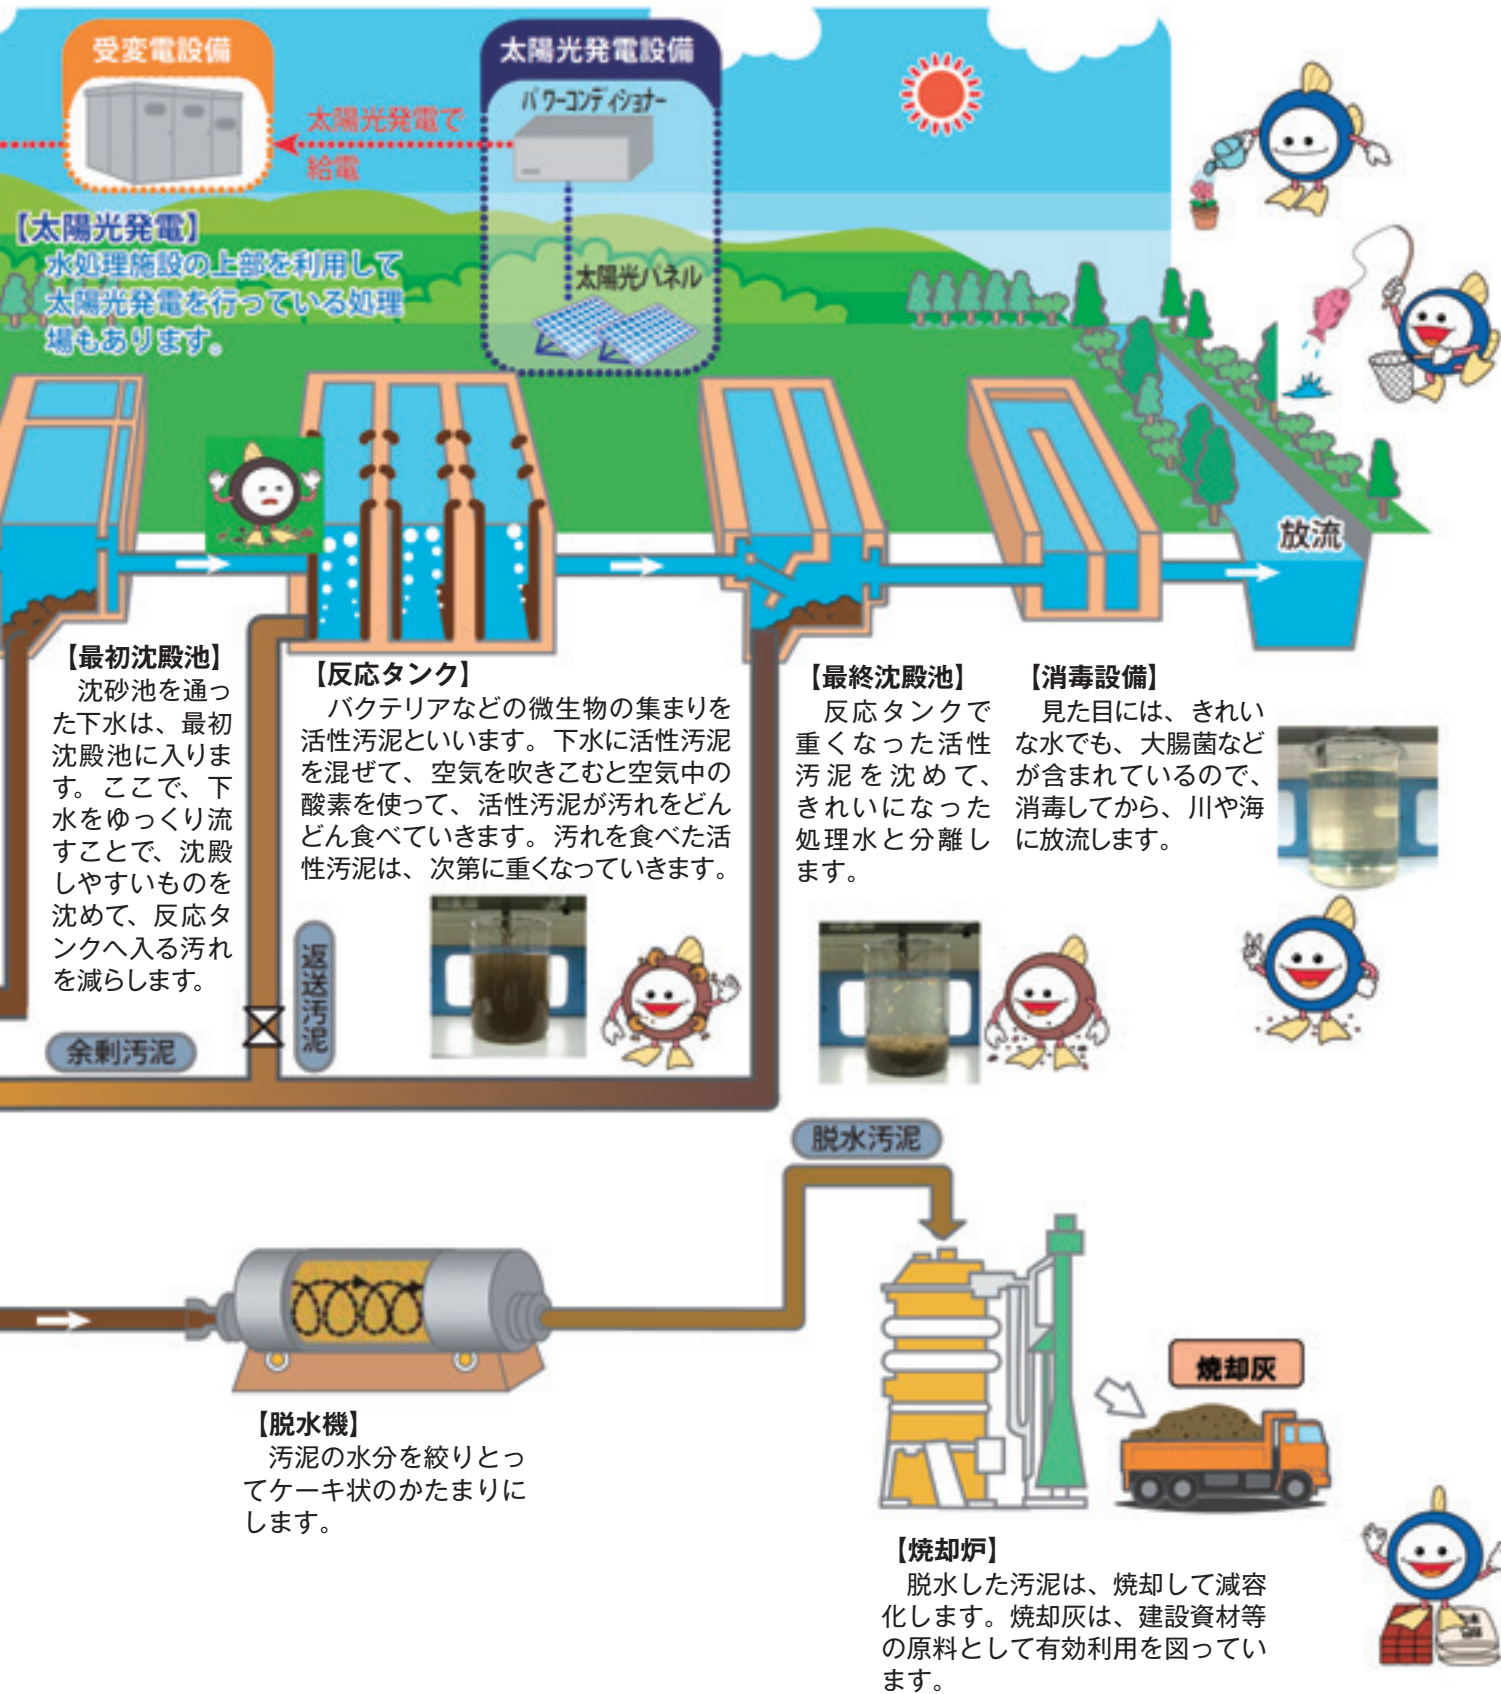 受変電設備
太陽光発電設備
パワーコンディショナー
太陽光発電で
給電
【太陽光発電】
水処理施設の上部を利用して
太陽光発電を行っている処理
場もあります。
太陽光パネル
放流
【最初沈殿池】
沈砂池を通っ
た下水は、最初
沈殿池に入りま
す。ここで、下
水をゆっくり流
すことで、沈殿
しやすいものを
沈めて、反応タ
ンクへ入る汚れ
を減らします。
【反応タンク】
バクテリアなどの微生物の集まりを
活性汚泥といいます。下水に活性汚泥
を混ぜて、空気を吹きこむと空気中の
酸素を使って、活性汚泥が汚れをどん
どん食べていきます。汚れを食べた活
性汚泥は、次第に重くなっていきます。
【最終沈殿池】
反応タンクで
重くなった活性
汚泥を沈めて、
きれいになった
処理水と分離し
ます。
【消毒設備】
見た目には、きれい
な水でも、大腸菌など
が含まれているので、
消毒してから、川や海
に放流します。
返送汚泥
余剰汚泥
脱水汚泥
【脱水機】
汚泥の水分を絞りとっ
てケーキ状のかたまりに
します。
焼却灰
【焼却炉】
脱水した汚泥は、焼却して減容
化します。焼却灰は、建設資材等
の原料として有効利用を図ってい
ます。